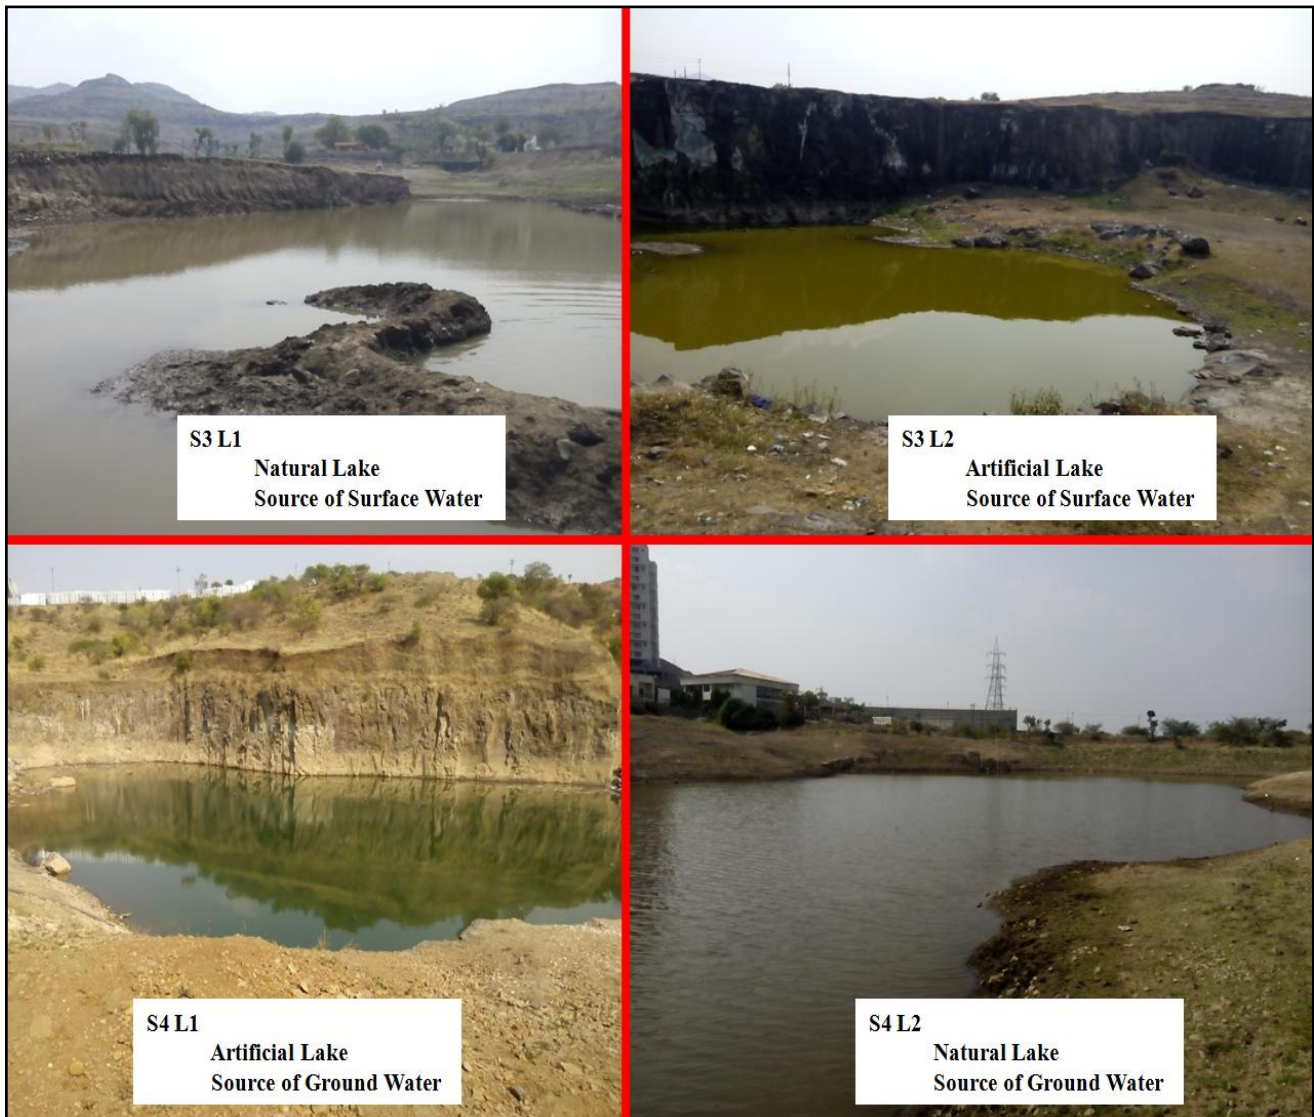 S3 L1
Natural Lake
Source of Surface Water
S3 L2
Artificial Lake
Source of Surface Water
S4 L1
Artificial Lake
Source of Ground Water
S4 L2
Natural Lake
Source of Ground Water